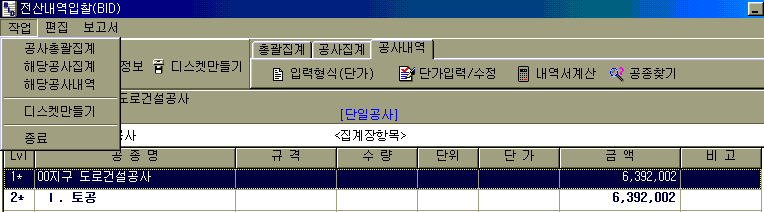 전산내역입찰(BID)
작업 편집 보고서
공사총괄집계
해당공사집계
해당공사내역
디스켓만들기
종료
정보 디스켓만들기
총괄집계 공사집계 공사내역
입력형식(단가) 단가입력/수정 내역서계산 공종찾기
도로건설공사
[단일공사]
공사 <집계장항목>
Lvl 공 종 명 규 격 수 량 단위 단 가 금 액 비 고
1* 00지구 도로건설공사 6,392,002
2* Ⅰ. 토공 6,392,002